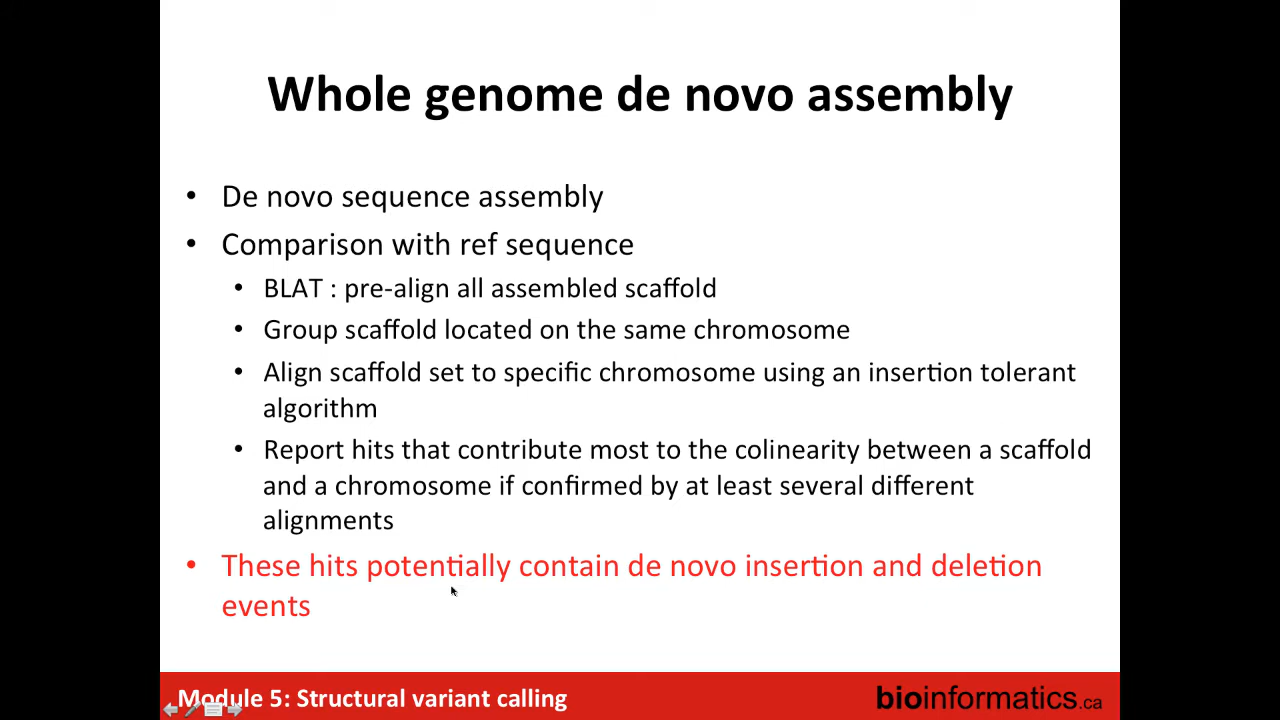 Whole genome de novo assembly
• De novo sequence assembly
• Comparison with ref sequence
• BLAT : pre-align all assembled scaffold
• Group scaffold located on the same chromosome
• Align scaffold set to specific chromosome using an insertion tolerant
algorithm
• Report hits that contribute most to the colinearity between a scaffold
and a chromosome if confirmed by at least several different
alignments
• These hits potentially contain de novo insertion and deletion
events
Module 5: Structural variant calling
bioinformatics.ca